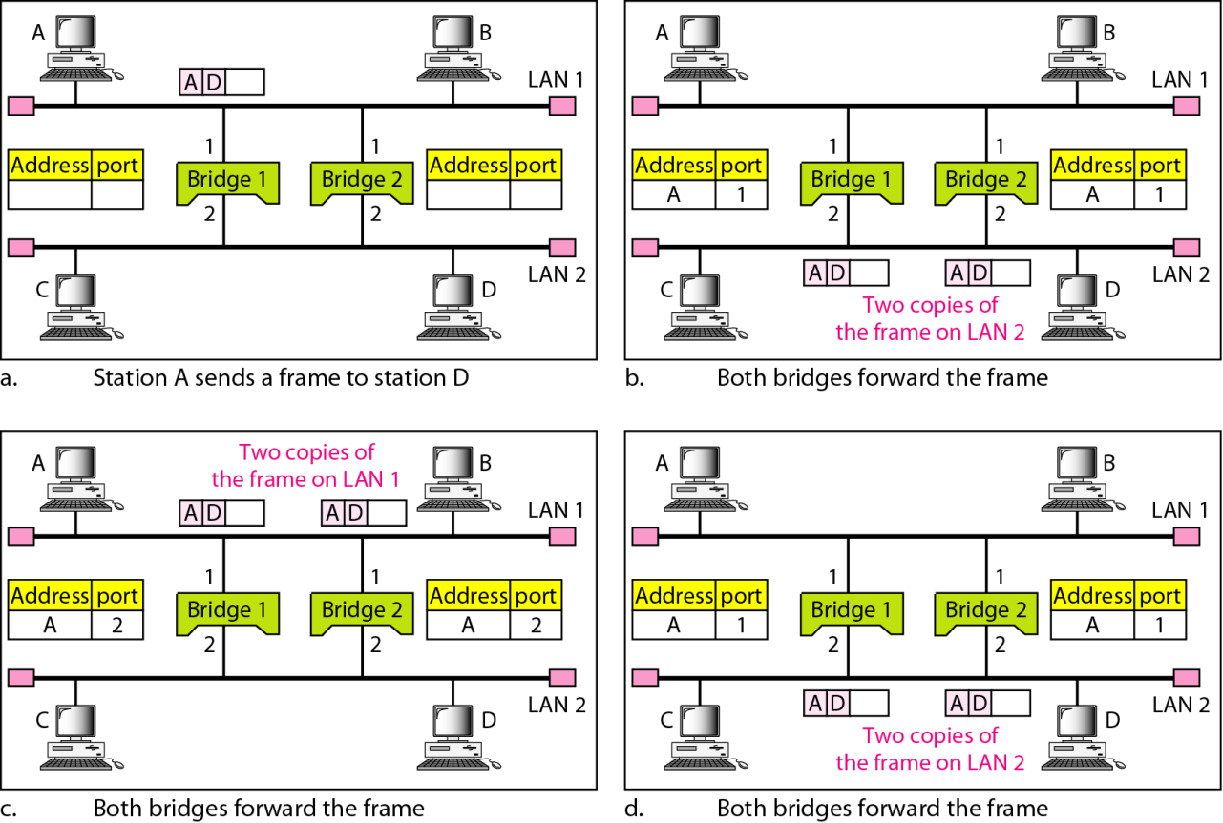 A
B
A D
LAN 1
1
1
Address port
Bridge 1
Bridge 2
Address port
2
2
LAN 2
C
D
a. Station A sends a frame to station D
A
B
LAN 1
1
1
Address port
A 1
Bridge 1
Bridge 2
Address port
A 1
2
2
LAN 2
C
A D
A D
D
Two copies of
the frame on LAN 2
b. Both bridges forward the frame
A
Two copies of
the frame on LAN 1
B
A D
A D
LAN 1
1
1
Address port
A 2
Bridge 1
Bridge 2
Address port
A 2
2
2
LAN 2
C
D
c. Both bridges forward the frame
A
B
LAN 1
1
1
Address port
A 1
Bridge 1
Bridge 2
Address port
A 1
2
2
LAN 2
C
A D
A D
D
Two copies of
the frame on LAN 2
d. Both bridges forward the frame